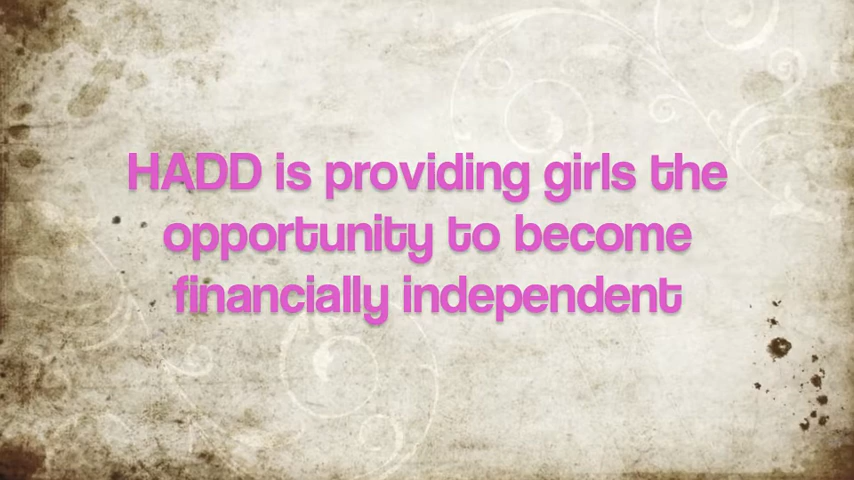 HADD is providing girls the
opportunity to become
financially independent